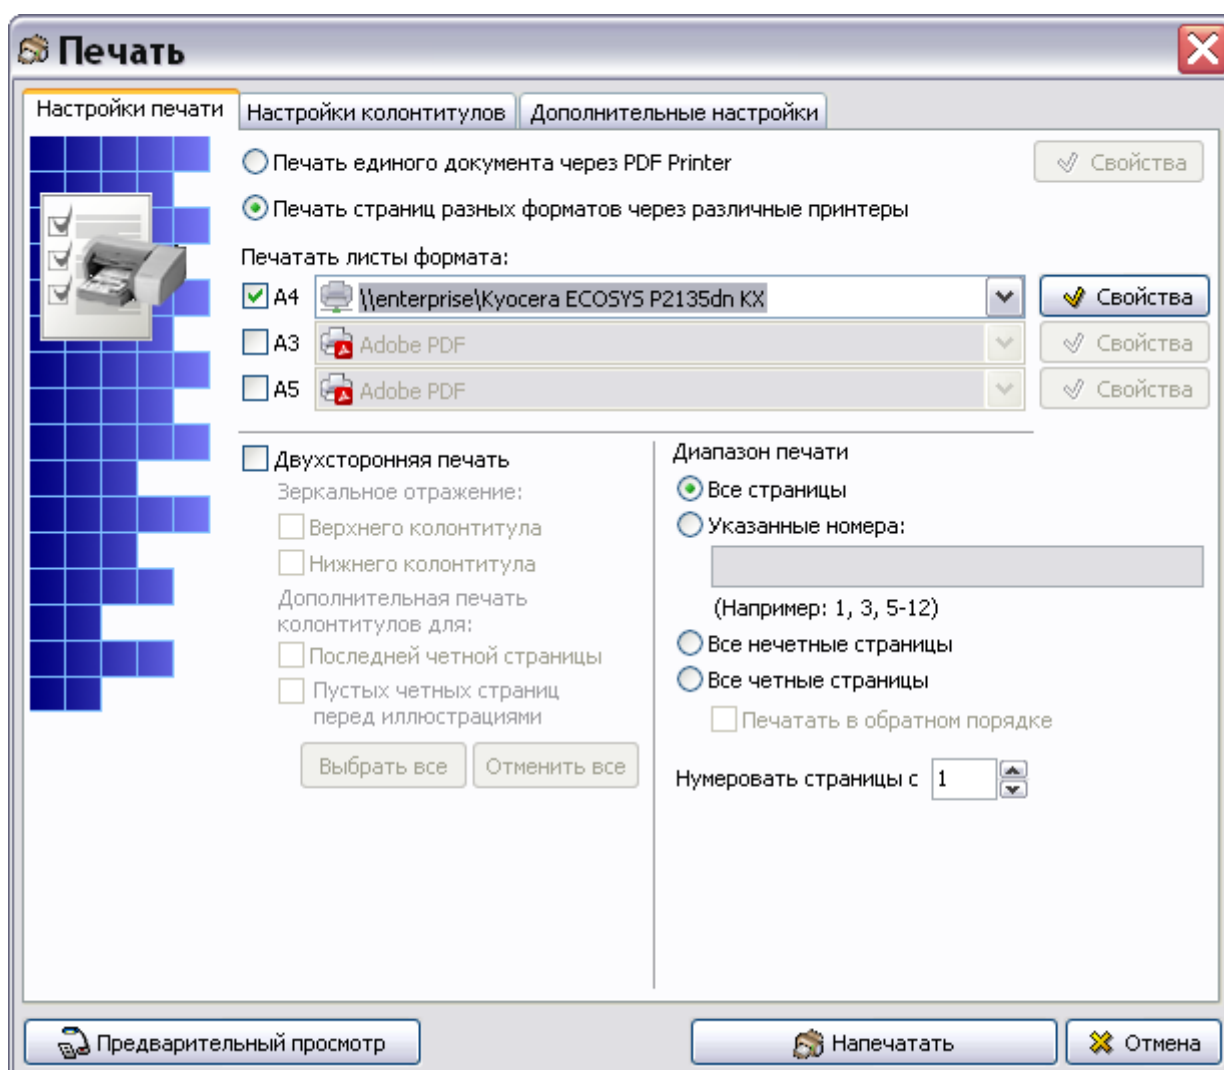 Печать
Настройки печати
Настройки колонтитулов
Дополнительные настройки
Печать единого документа через PDF Printer
Свойства
Печать страниц разных форматов через различные принтеры
Печатать листы формата:
A4
\\enterprise\Kyocera ECOSYS P2135dn KX
Свойства
A3
Adobe PDF
Свойства
A5
Adobe PDF
Свойства
Двухсторонняя печать
Зеркальное отражение:
Верхнего колонтитула
Нижнего колонтитула
Дополнительная печать
колонтитулов для:
Последней четной страницы
Пустых четных страниц
перед иллюстрациями
Выбрать все
Отменить все
Диапазон печати
Все страницы
Указанные номера:
(Например: 1, 3, 5-12)
Все нечетные страницы
Все четные страницы
Печатать в обратном порядке
Нумеровать страницы с 1
Предварительный просмотр
Напечатать
Отмена